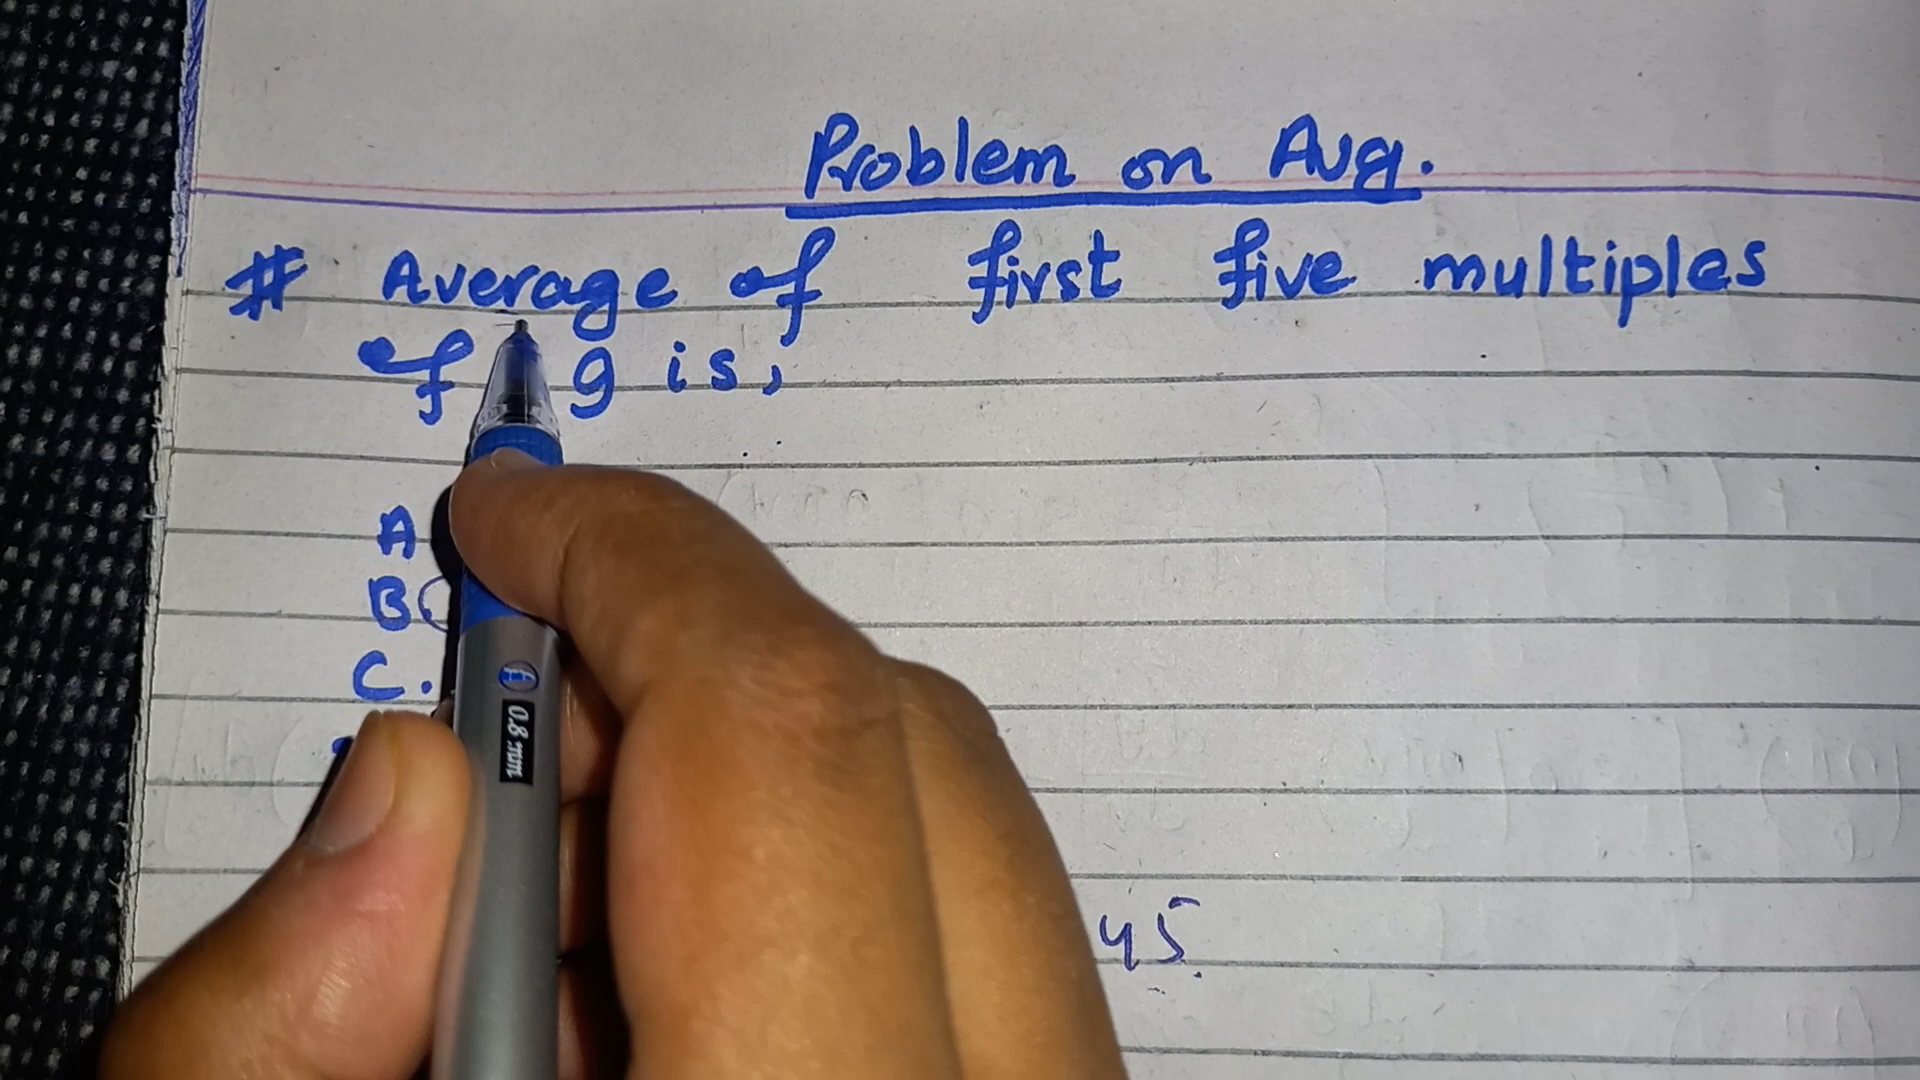 Problem on Avg.
# Average of first five multiples
of 9 is,
A
B
C.
0.8 mm
45